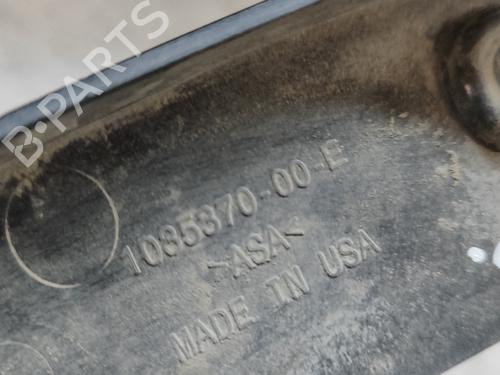 B-PARTS
1085370-00-E
>ASA<
MADE IN USA